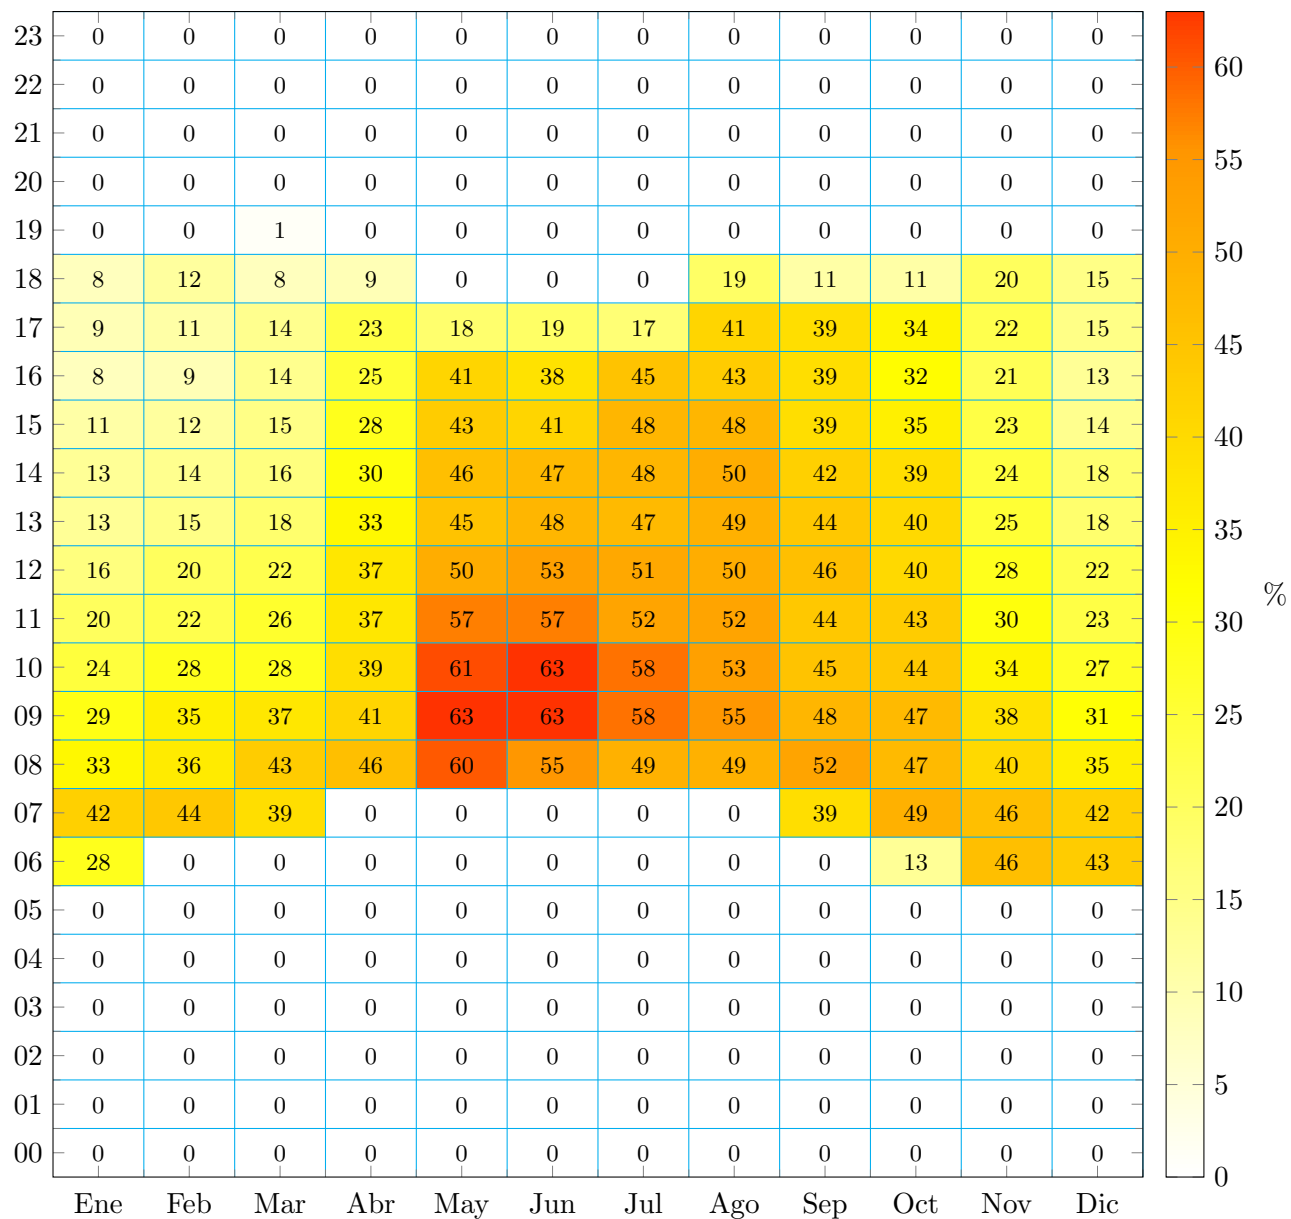 23 0 0 0 0 0 0 0 0 0 0 0 0
60
22 0 0 0 0 0 0 0 0 0 0 0 0
21 0 0 0 0 0 0 0 0 0 0 0 0
55
20 0 0 0 0 0 0 0 0 0 0 0 0
19 0 0 1 0 0 0 0 0 0 0 0 0
50
18 8 12 8 9 0 0 0 19 11 11 20 15
17 9 11 14 23 18 19 17 41 39 34 22 15
45
16 8 9 14 25 41 38 45 43 39 32 21 13
15 11 12 15 28 43 41 48 48 39 35 23 14
40
14 13 14 16 30 46 47 48 50 42 39 24 18
13 13 15 18 33 45 48 47 49 44 40 25 18
35
12 16 20 22 37 50 53 51 50 46 40 28 22
%
11 20 22 26 37 57 57 52 52 44 43 30 23
30
10 24 28 28 39 61 63 58 53 45 44 34 27
09 29 35 37 41 63 63 58 55 48 47 38 31
25
08 33 36 43 46 60 55 49 49 52 47 40 35
20
07 42 44 39 0 0 0 0 0 39 49 46 42
06 28 0 0 0 0 0 0 0 0 13 46 43
15
05 0 0 0 0 0 0 0 0 0 0 0 0
04 0 0 0 0 0 0 0 0 0 0 0 0
10
03 0 0 0 0 0 0 0 0 0 0 0 0
02 0 0 0 0 0 0 0 0 0 0 0 0
5
01 0 0 0 0 0 0 0 0 0 0 0 0
00 0 0 0 0 0 0 0 0 0 0 0 0
0
Ene Feb Mar Abr May Jun Jul Ago Sep Oct Nov Dic